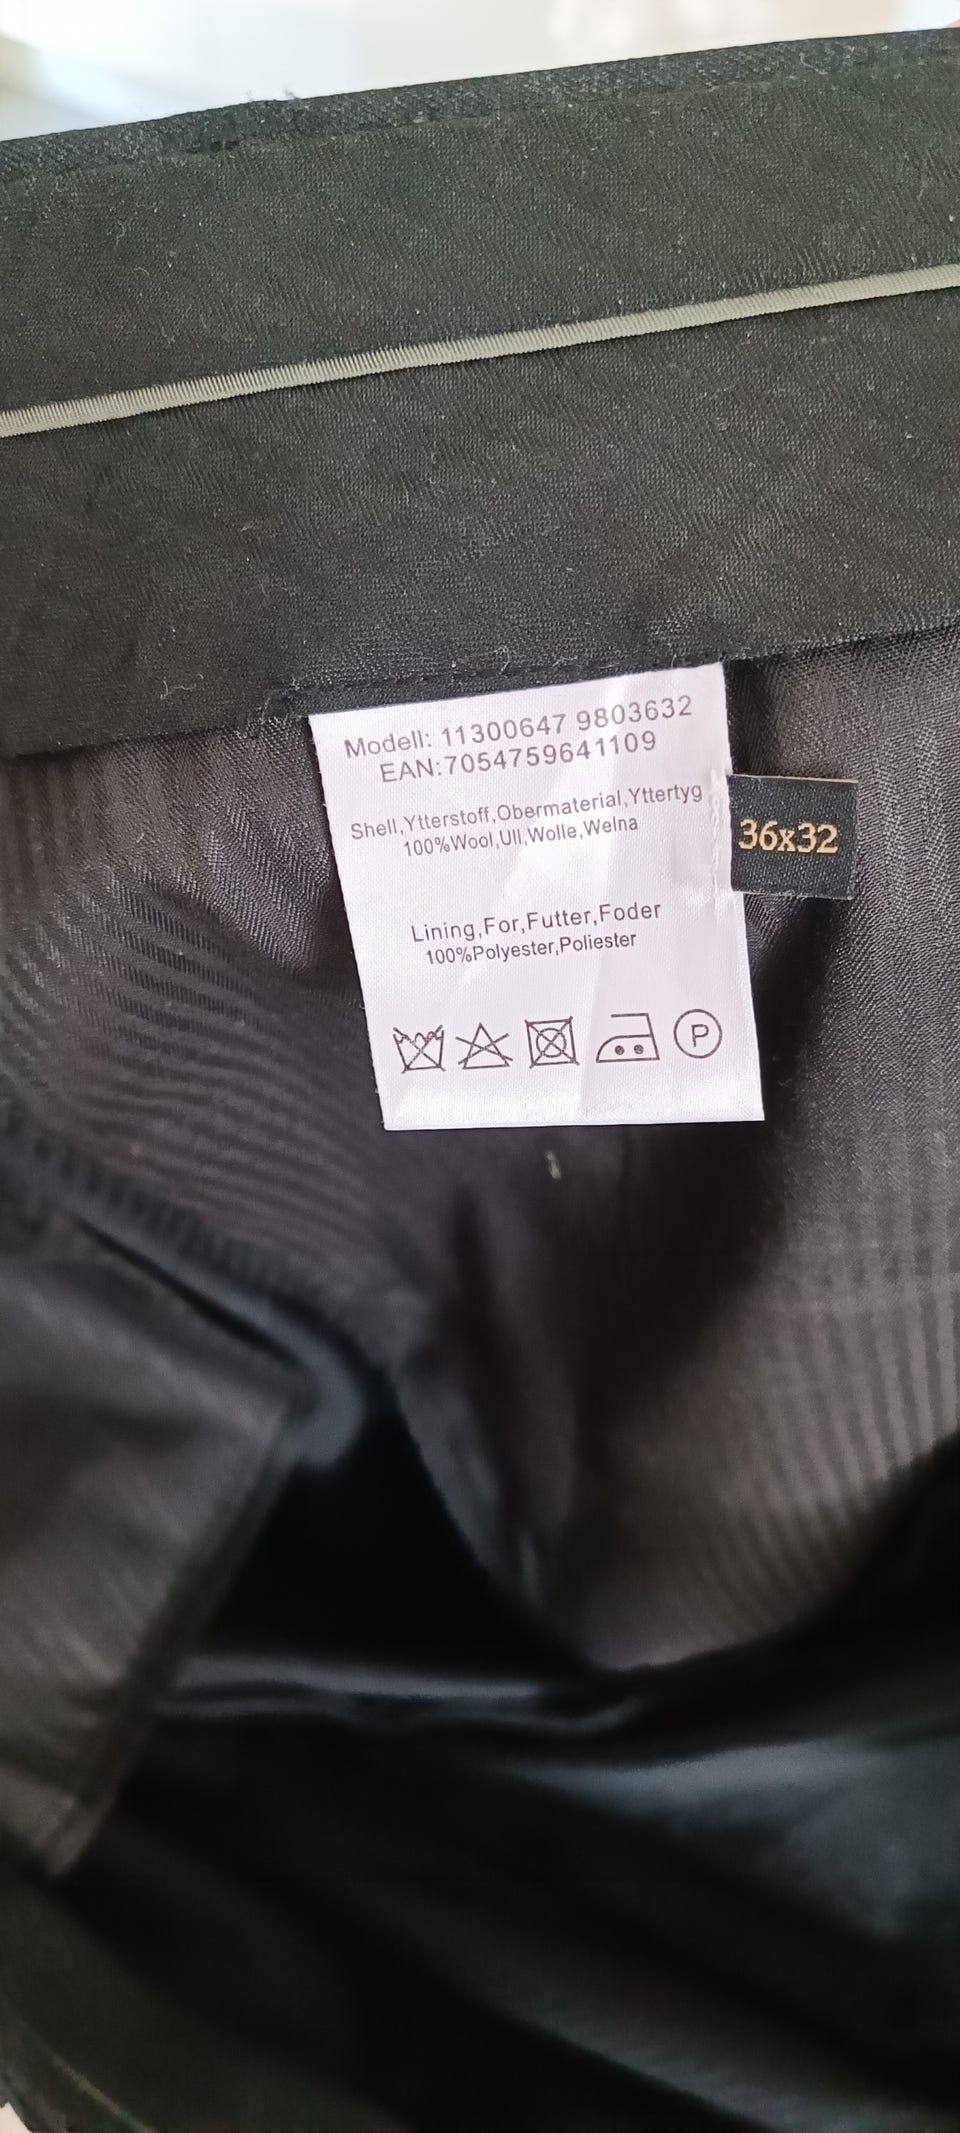 Modell: 11300647 9803632
EAN:7054759641109
Shell,Ytterstoff,Obermaterial,Yttertyg
100%Wool,Ull,Wolle,Welna
Lining,For,Futter,Foder
100%Polyester,Poliester
P
36x32